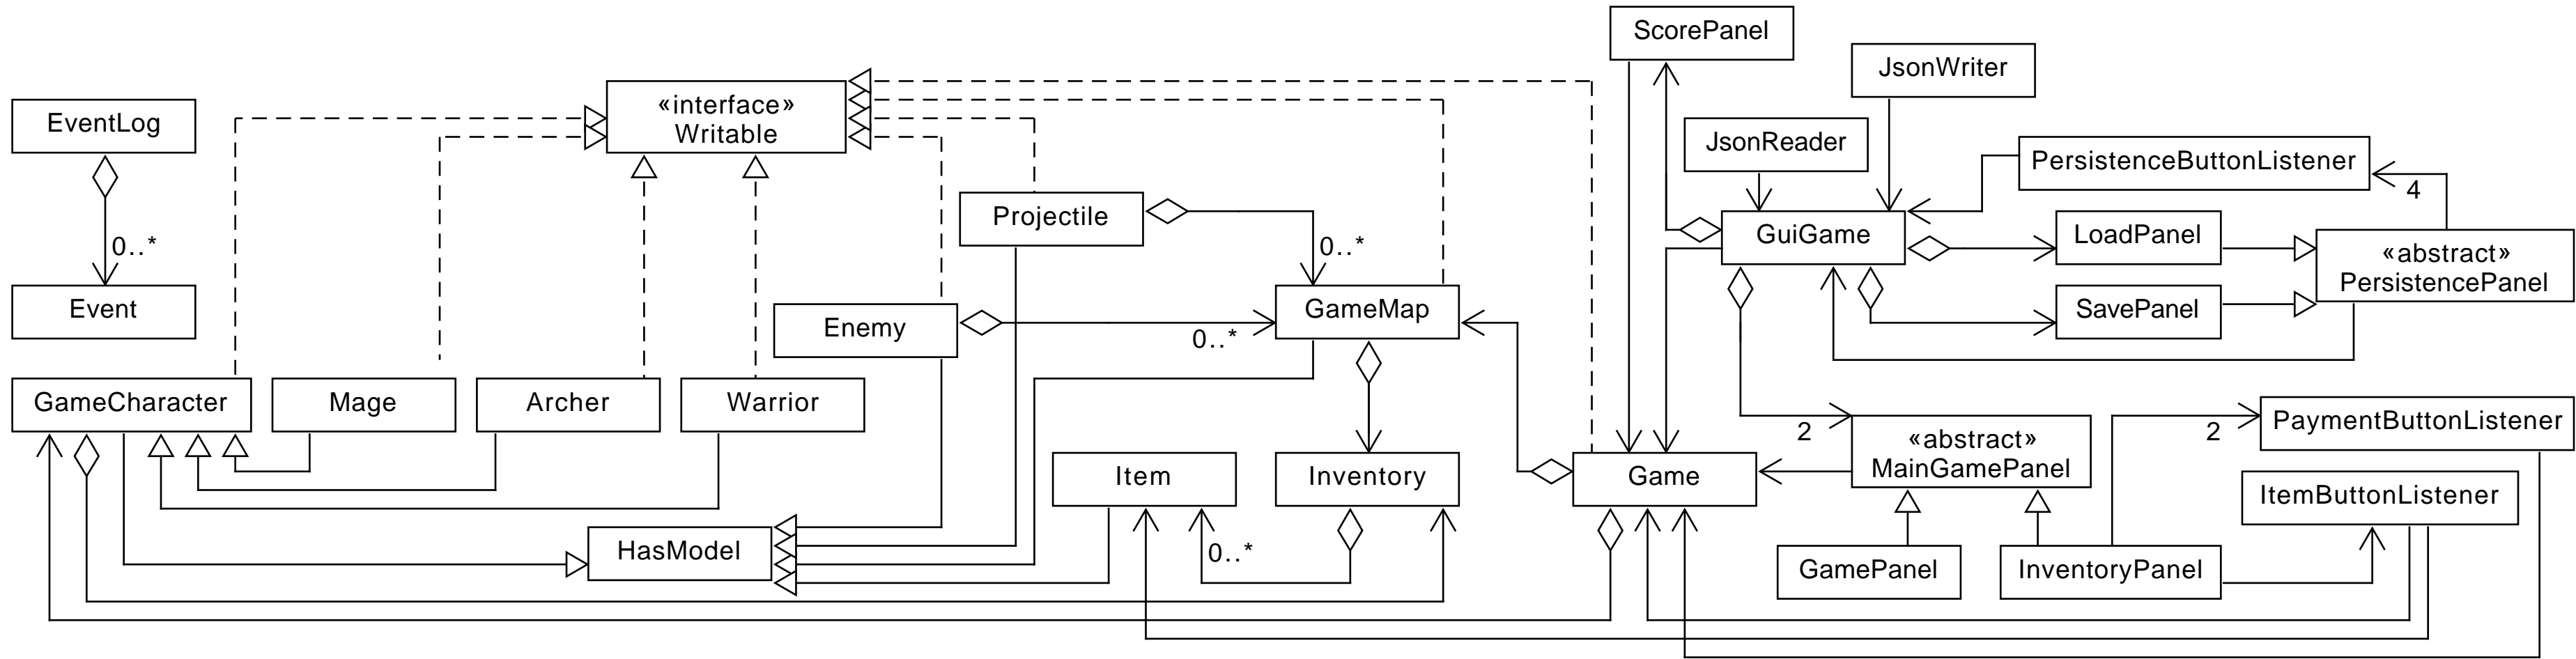 ScorePanel
JsonWriter
EventLog
«interface»
Writable
JsonReader
PersistenceButtonListener
4
Projectile
GuiGame
LoadPanel
«abstract»
PersistencePanel
0..*
0..*
Event
Enemy
GameMap
SavePanel
0..*
GameCharacter
Mage
Archer
Warrior
2
«abstract»
MainGamePanel
2
PaymentButtonListener
Item
Inventory
Game
ItemButtonListener
HasModel
0..*
GamePanel
InventoryPanel